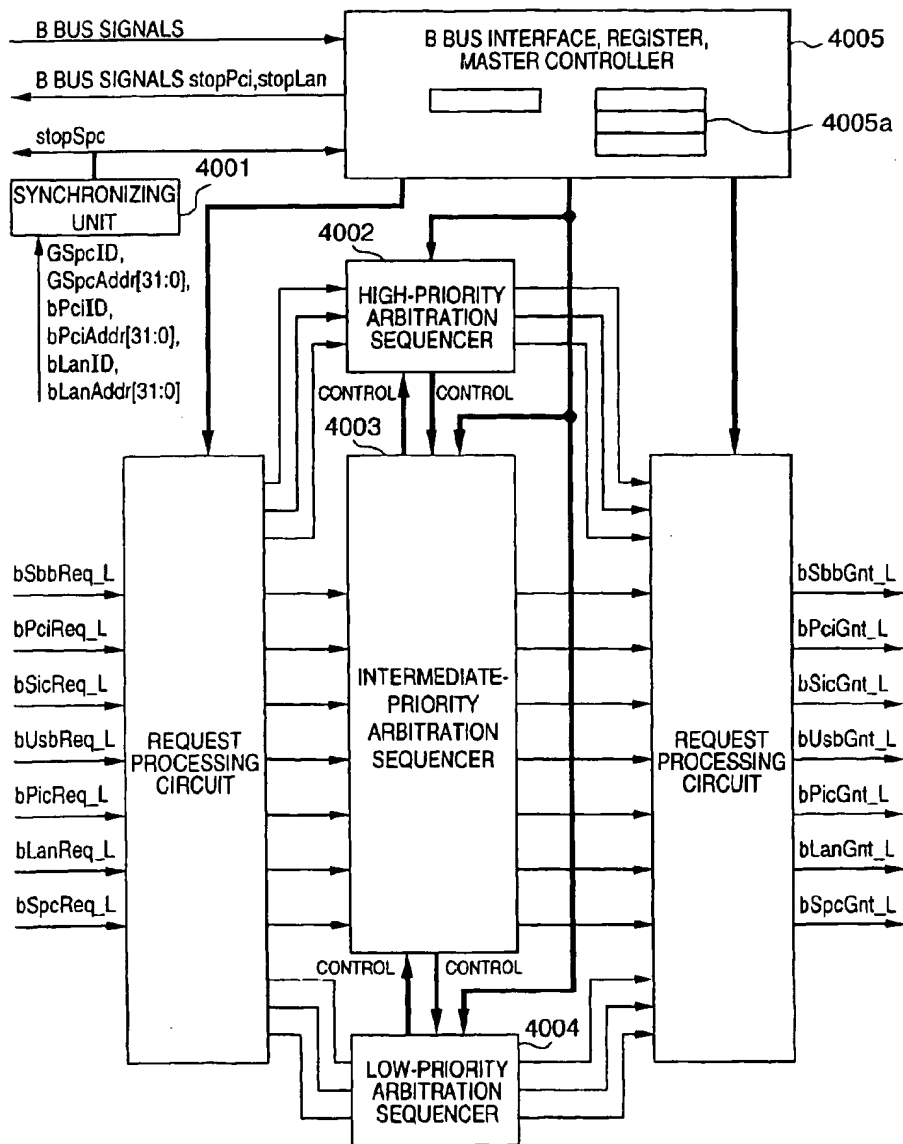 B BUS SIGNALS
B BUS INTERFACE, REGISTER,
MASTER CONTROLLER
4005
B BUS SIGNALS stopPci,stopLan
4005a
stopSpc
4001
SYNCHRONIZING
UNIT
GSpcID,
GSpcAddr[31:0],
bPciID,
bPciAddr[31:0],
bLanID,
bLanAddr[31:0]
4002
HIGH-PRIORITY
ARBITRATION
SEQUENCER
CONTROL
CONTROL
4003
bSbbReq_L
bPciReq_L
bSicReq_L
bUsbReq_L
bPicReq_L
bLanReq_L
bSpcReq_L
REQUEST
PROCESSING
CIRCUIT
INTERMEDIATE-
PRIORITY
ARBITRATION
SEQUENCER
REQUEST
PROCESSING
CIRCUIT
bSbbGnt_L
bPciGnt_L
bSicGnt_L
bUsbGnt_L
bPicGnt_L
bLanGnt_L
bSpcGnt_L
CONTROL
CONTROL
4004
LOW-PRIORITY
ARBITRATION
SEQUENCER